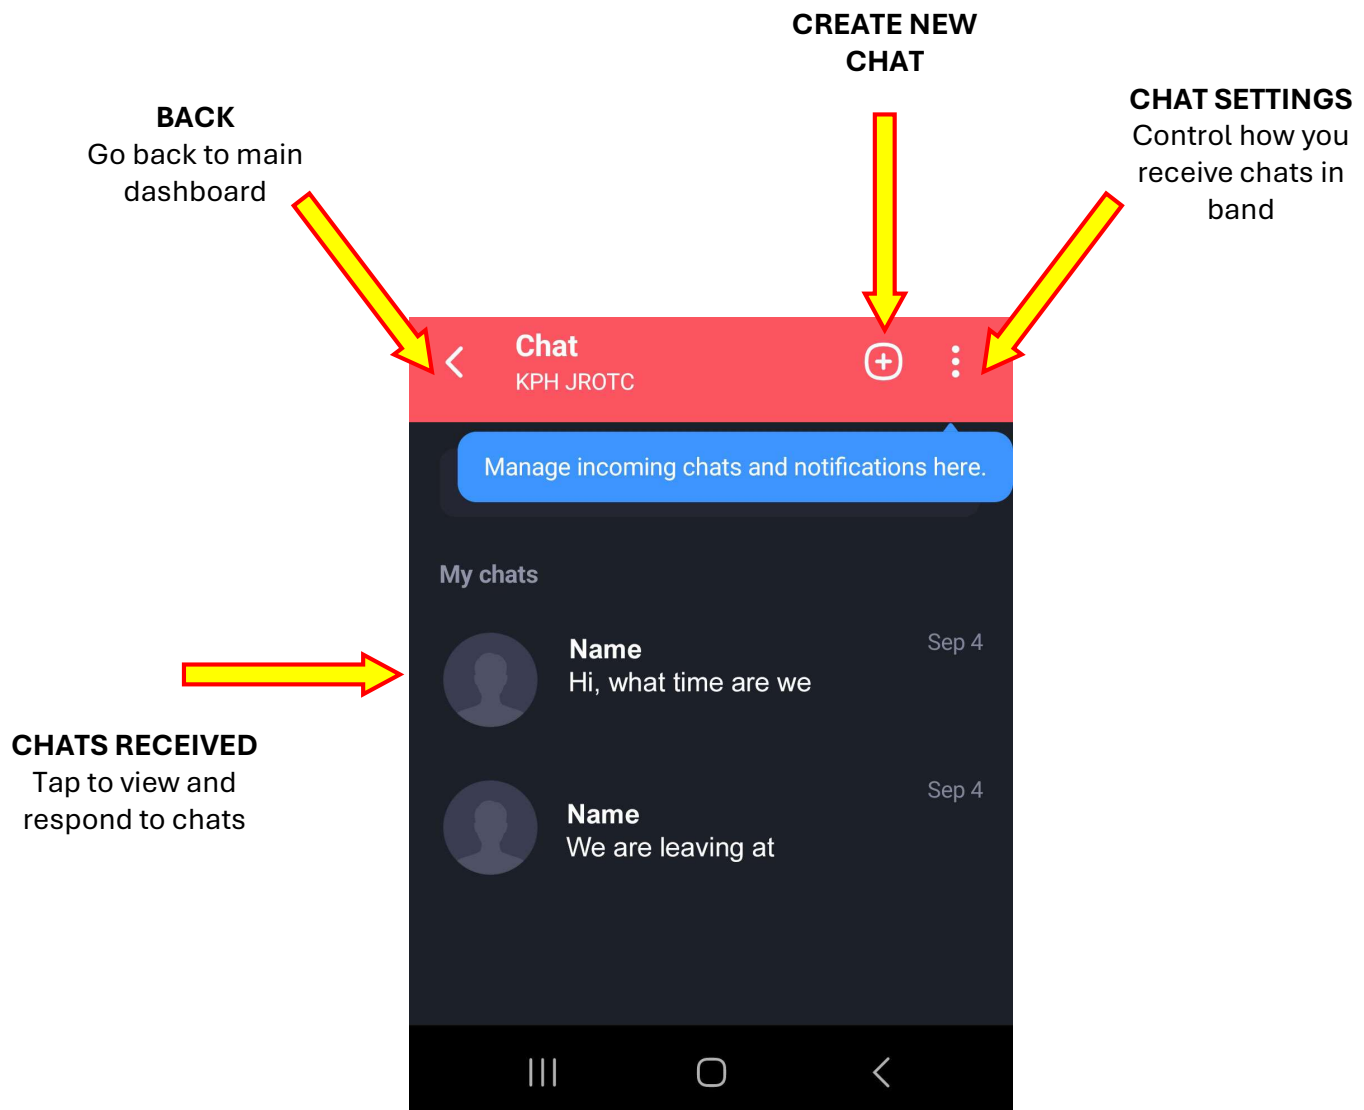 CREATE NEW
CHAT
CHAT SETTINGS
Control how you
receive chats in
band
BACK
Go back to main
dashboard
Chat
KPH JROTC
Manage incoming chats and notifications here.
My chats
Name
Sep 4
Hi, what time are we
CHATS RECEIVED
Tap to view and
respond to chats
Name
Sep 4
We are leaving at